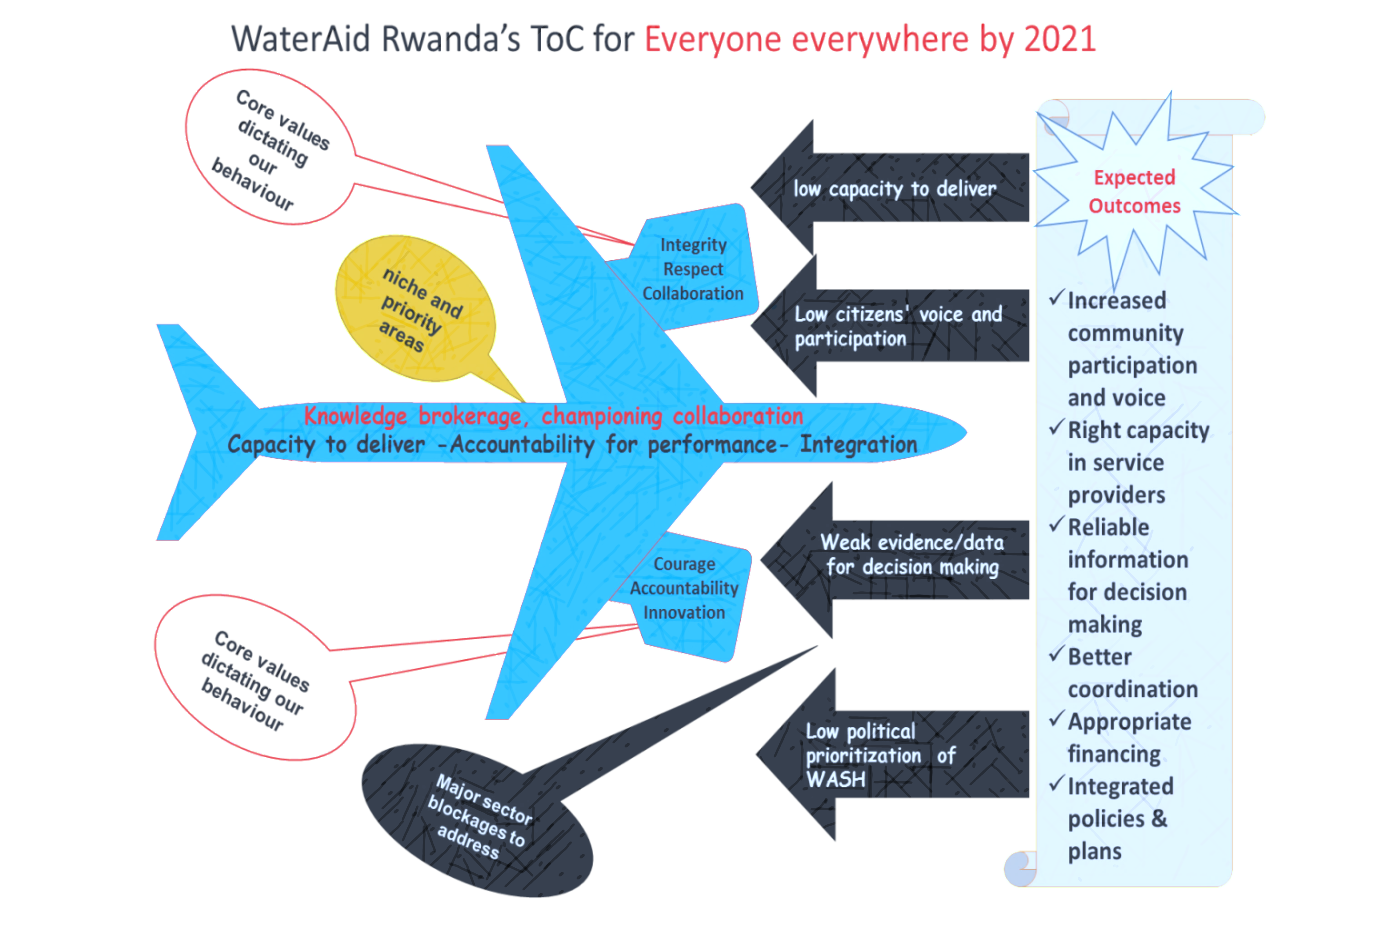 WaterAid Rwanda's ToC for Everyone everywhere by 2021
Core values
dictating
our
behaviour
niche and
priority
areas
Integrity
Respect
Collaboration
Knowledge brokerage, championing collaboration
Capacity to deliver -Accountability for performance- Integration
Courage
Accountability
Innovation
Core values
dictating our
behaviour
Major sector
blockages to
address
low capacity to deliver
Low citizens' voice and
participation
Weak evidence/data
for decision making
Low political
prioritization of
WASH
Expected
Outcomes
✓Increased
community
participation
and voice
✓Right capacity
in service
providers
✓Reliable
information
for decision
making
✓Better
coordination
✓Appropriate
financing
✓Integrated
policies &
plans